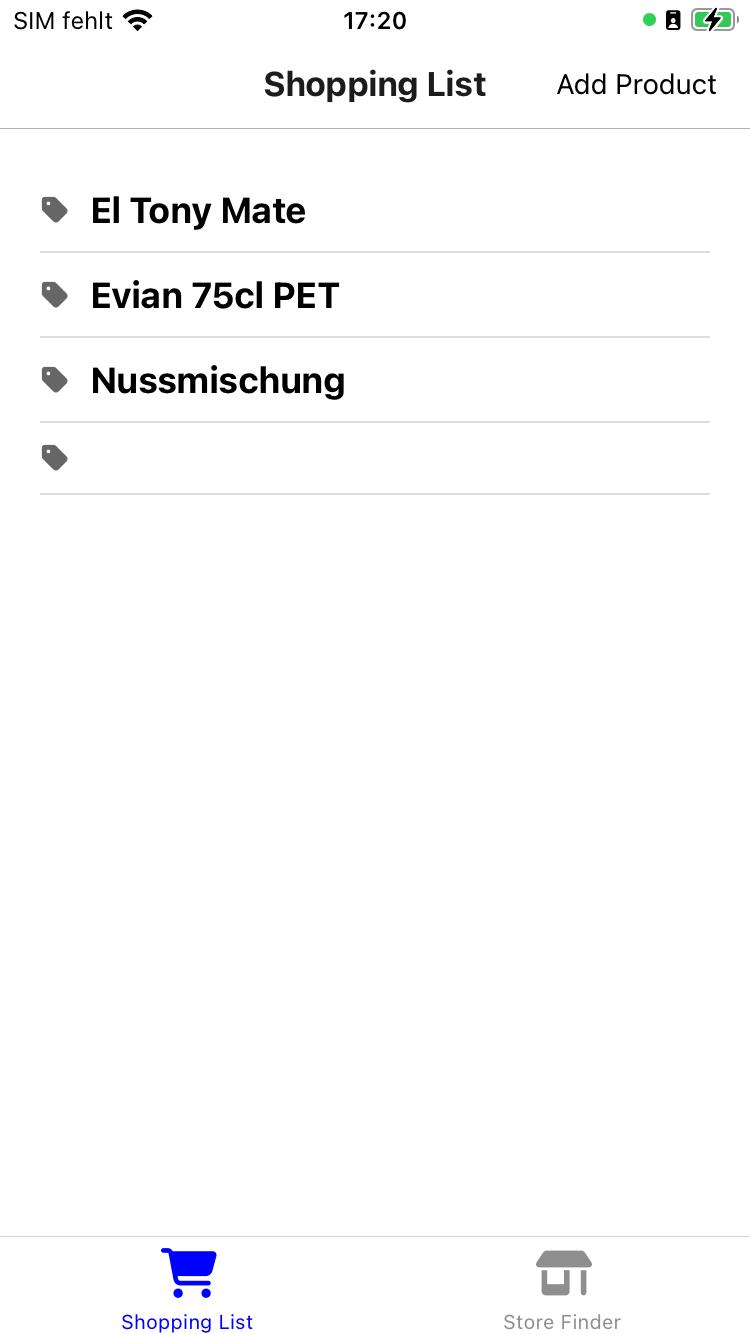 SIM fehlt 17:20
Shopping List Add Product
El Tony Mate
Evian 75cl PET
Nussmischung
Shopping List Store Finder